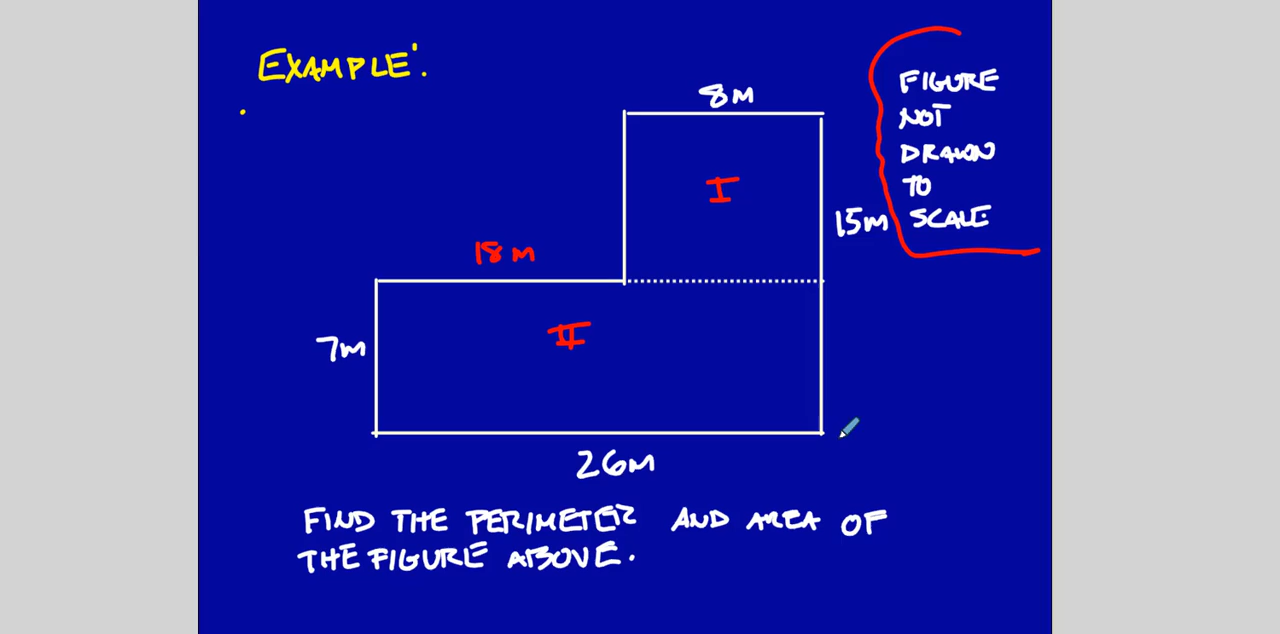 EXAMPLE:
8M
I
15M
FIGURE
NOT
DRAWN
TO
SCALE
18M
II
7M
26M
FIND THE PERIMETER AND AREA OF
THE FIGURE ABOVE.